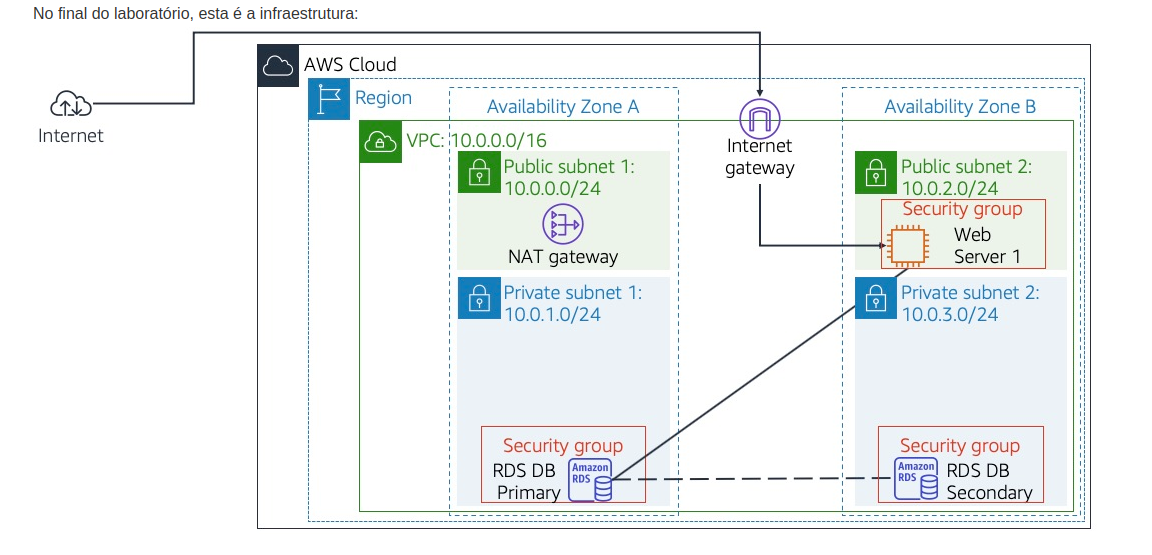 No final do laboratório, esta é a infraestrutura:
AWS Cloud
Region
Availability Zone A
Availability Zone B
Internet
VPC: 10.0.0.0/16
Internet
gateway
Public subnet 1:
10.0.0.0/24
NAT gateway
Public subnet 2:
10.0.2.0/24
Security group
Web
Server 1
Private subnet 1:
10.0.1.0/24
Private subnet 2:
10.0.3.0/24
Security group
RDS DB
Primary
Amazon
RDS
Security group
Amazon
RDS
RDS DB
Secondary